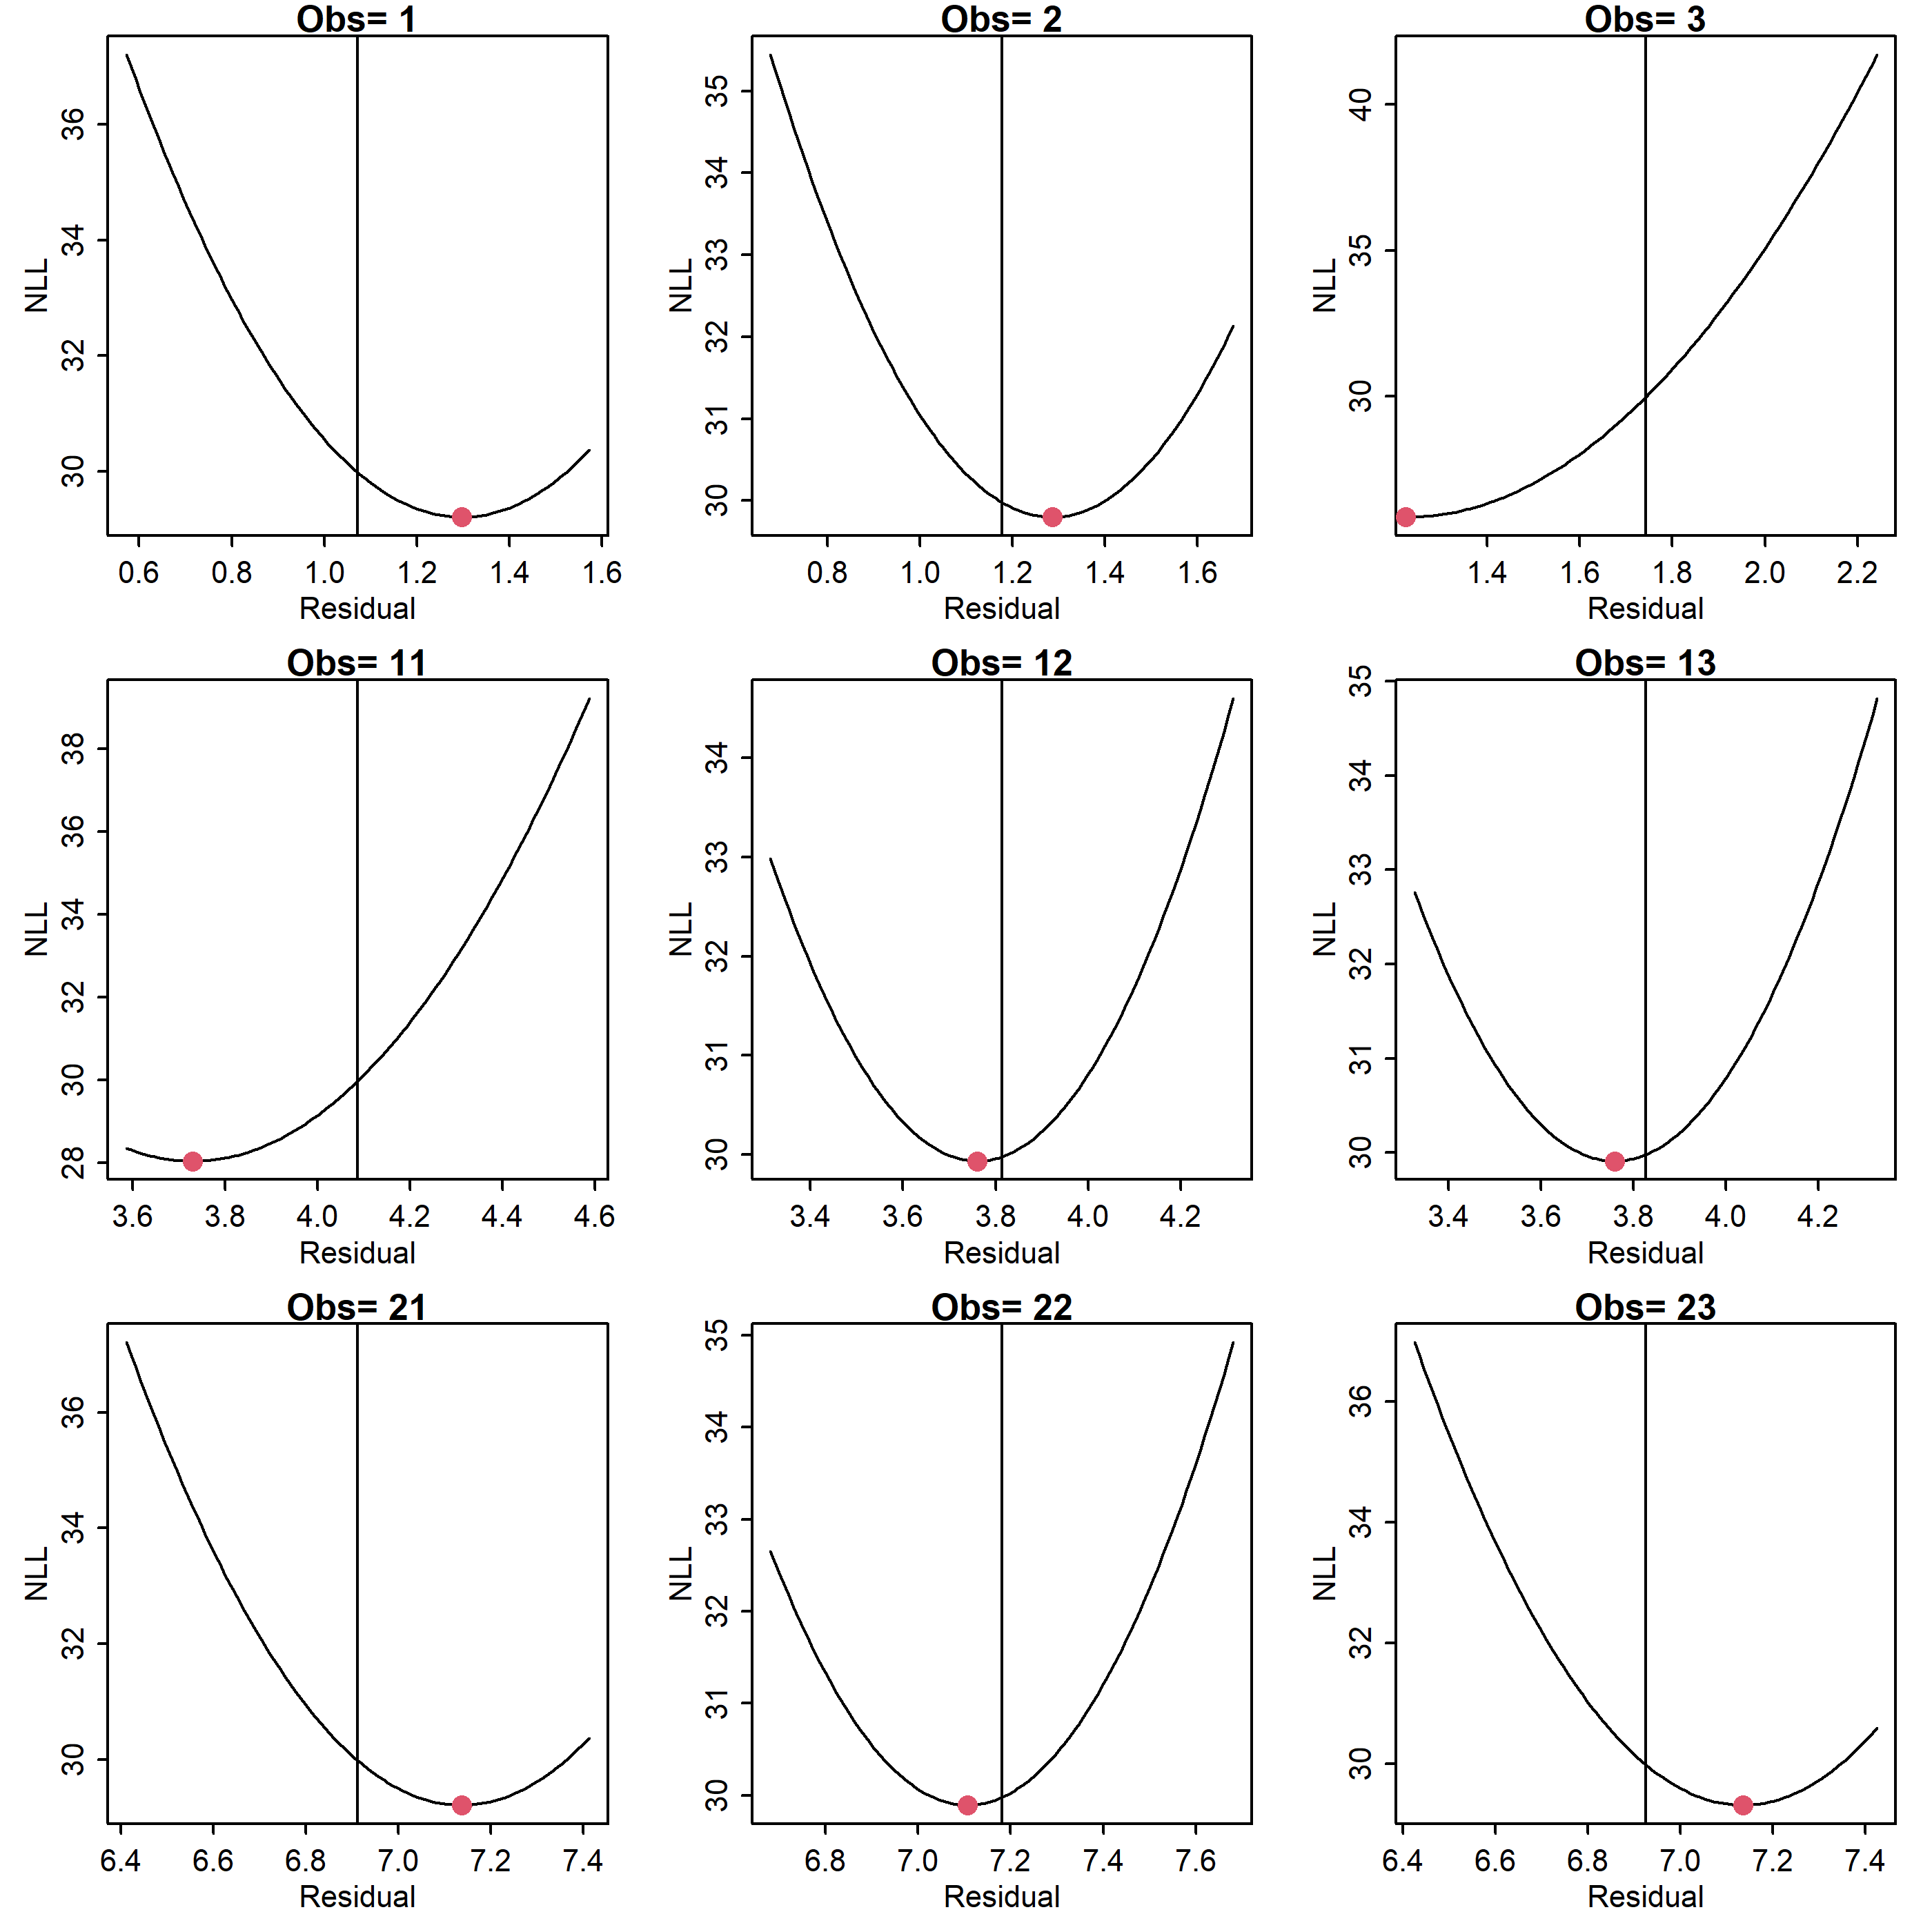 Obs= 1
NLL
36
34
32
30
0.6 0.8 1.0 1.2 1.4 1.6
Residual
Obs= 2
NLL
35
34
33
32
31
30
0.8 1.0 1.2 1.4 1.6
Residual
Obs= 3
NLL
40
35
30
1.4 1.6 1.8 2.0 2.2
Residual
Obs= 11
NLL
38
36
34
32
30
28
3.6 3.8 4.0 4.2 4.4 4.6
Residual
Obs= 12
NLL
34
33
32
31
30
3.4 3.6 3.8 4.0 4.2
Residual
Obs= 13
NLL
35
34
33
32
31
30
3.4 3.6 3.8 4.0 4.2
Residual
Obs= 21
NLL
36
34
32
30
6.4 6.6 6.8 7.0 7.2 7.4
Residual
Obs= 22
NLL
35
34
33
32
31
30
6.8 7.0 7.2 7.4 7.6
Residual
Obs= 23
NLL
36
34
32
30
6.4 6.6 6.8 7.0 7.2 7.4
Residual